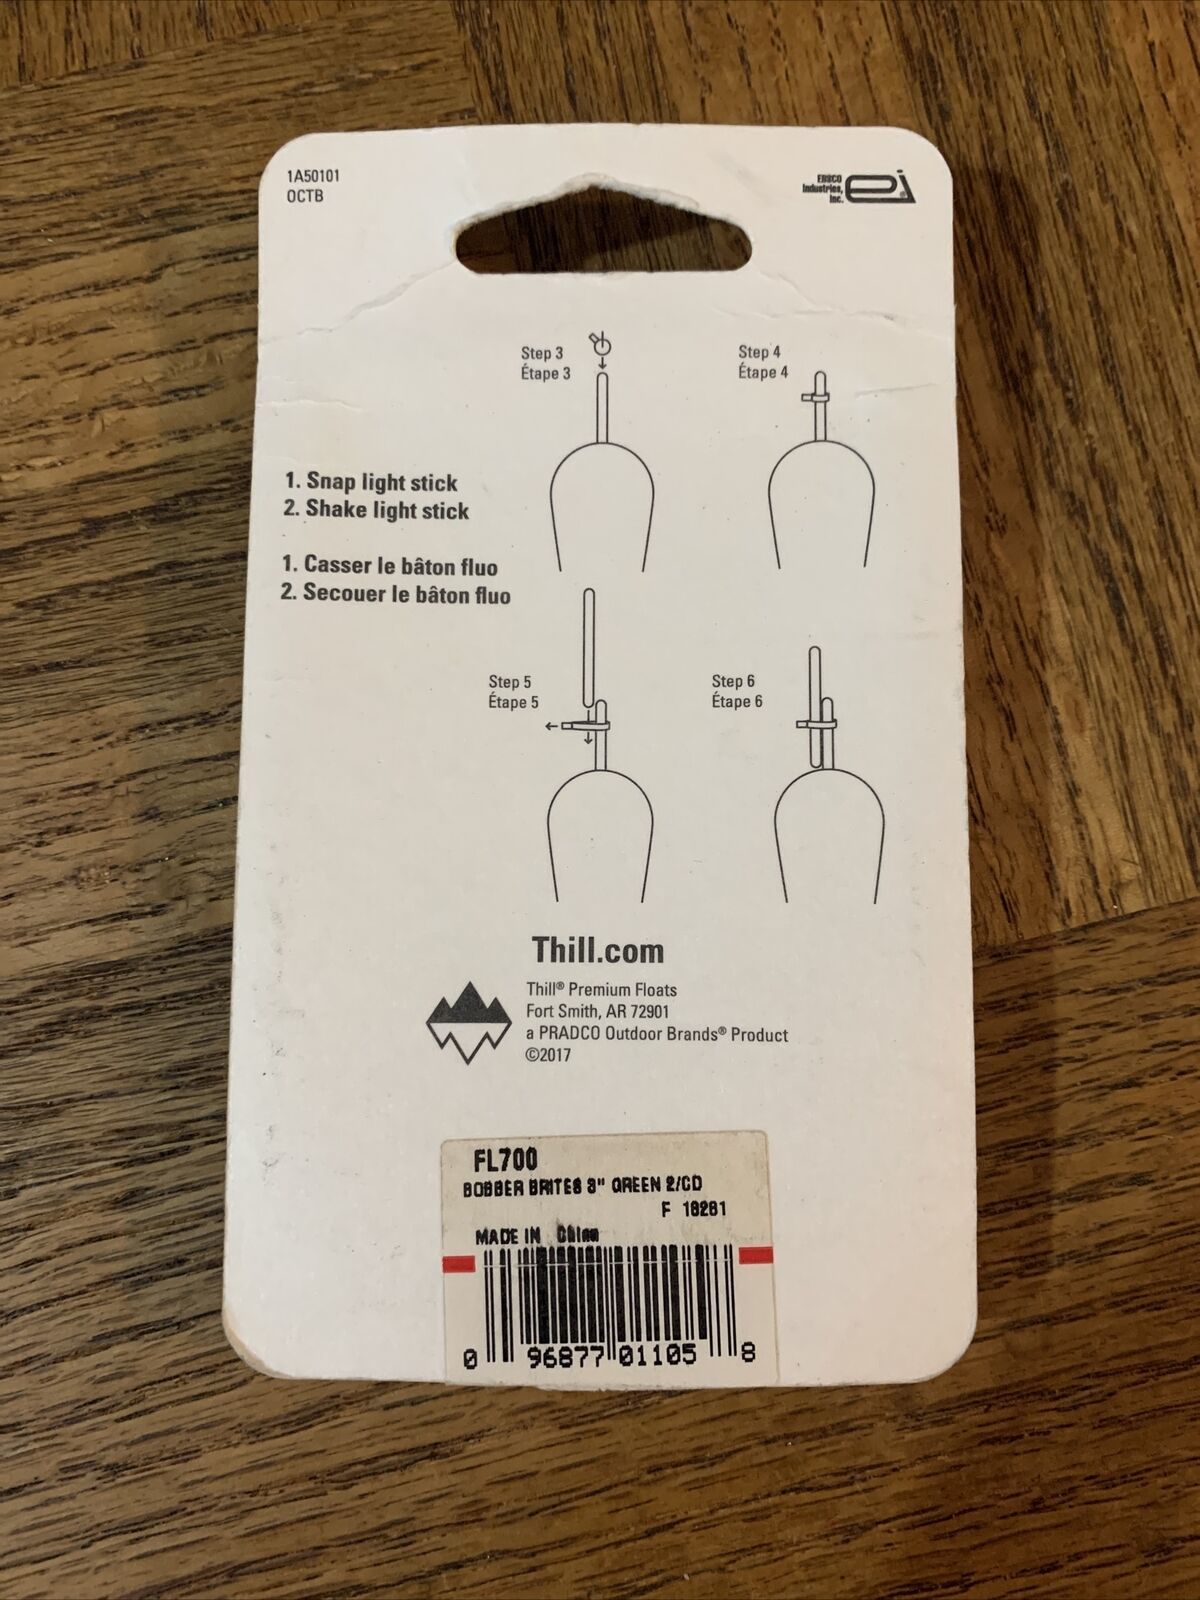 1A50101
OCTB
EBSCO
Industries,
Inc.
ei
Step 3
Étape 3
Step 4
Étape 4
1. Snap light stick
2. Shake light stick
1. Casser le bâton fluo
2. Secouer le bâton fluo
Step 5
Étape 5
Step 6
Étape 6
Thill.com
Thill® Premium Floats
Fort Smith, AR 72901
a PRADCO Outdoor Brands® Product
©2017
FL700
BOBBER BRITES 3" GREEN 2/CD
F 18281
MADE IN China
0 96877 01105 8